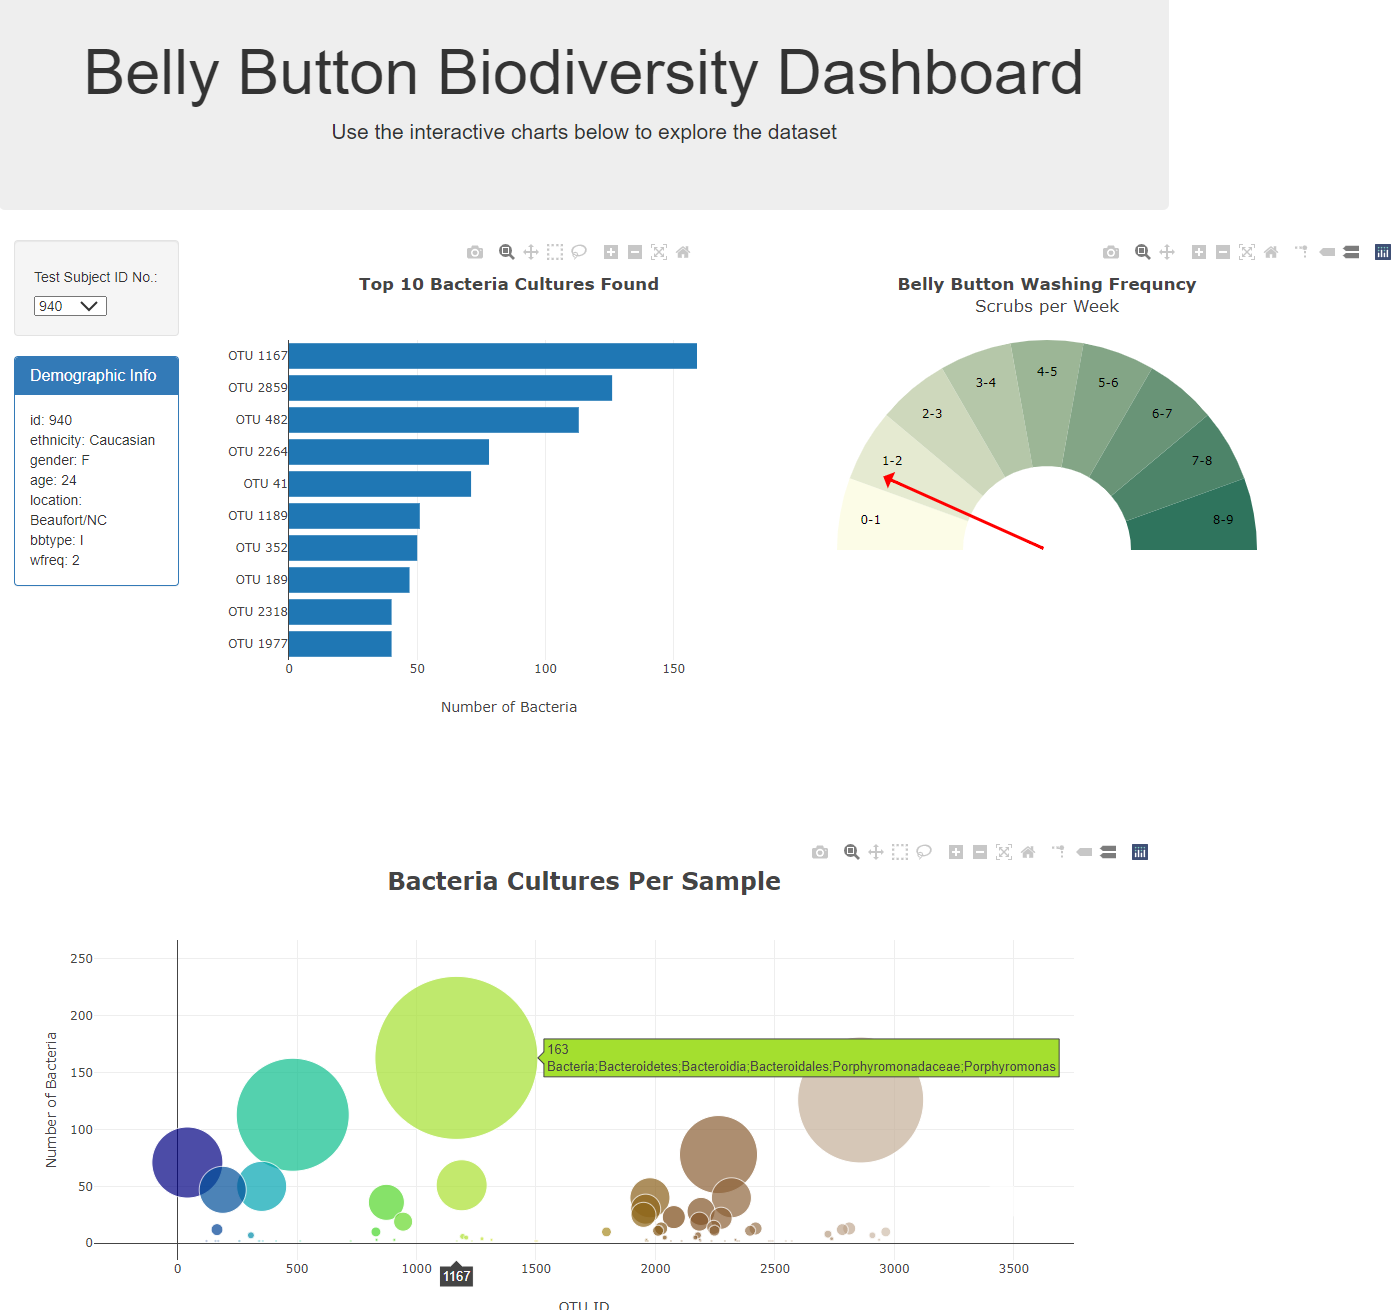 Belly Button Biodiversity Dashboard
Use the interactive charts below to explore the dataset
Test Subject ID No.:
940
Demographic Info
id: 940
ethnicity: Caucasian
gender: F
age: 24
location:
Beaufort/NC
bbtype: I
wfreq: 2
Top 10 Bacteria Cultures Found
OTU 1167
OTU 2859
OTU 482
OTU 2264
OTU 41
OTU 1189
OTU 352
OTU 189
OTU 2318
OTU 1977
0 50 100 150
Number of Bacteria
Belly Button Washing Frequncy
Scrubs per Week
0-1
1-2
2-3
3-4
4-5
5-6
6-7
7-8
8-9
Bacteria Cultures Per Sample
Number of Bacteria
250
200
150
100
50
0
163
Bacteria;Bacteroidetes;Bacteroidia;Bacteroidales;Porphyromonadaceae;Porphyromonas
0 500 1000 1500 2000 2500 3000 3500
1167
OTU ID